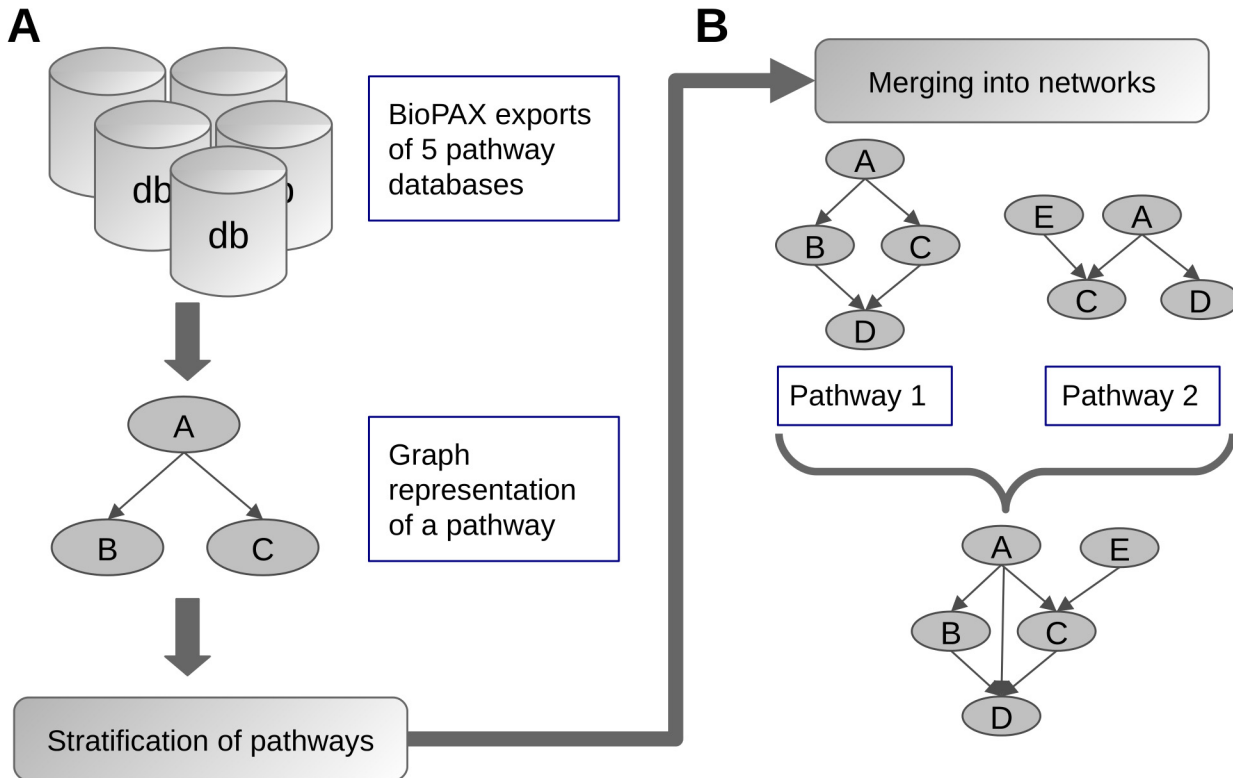 A
db
b
db
BioPAX exports
of 5 pathway
databases
A
B
C
Graph
representation
of a pathway
Stratification of pathways
B
Merging into networks
A
B
C
D
E
A
C
D
Pathway 1
Pathway 2
A
E
B
C
D